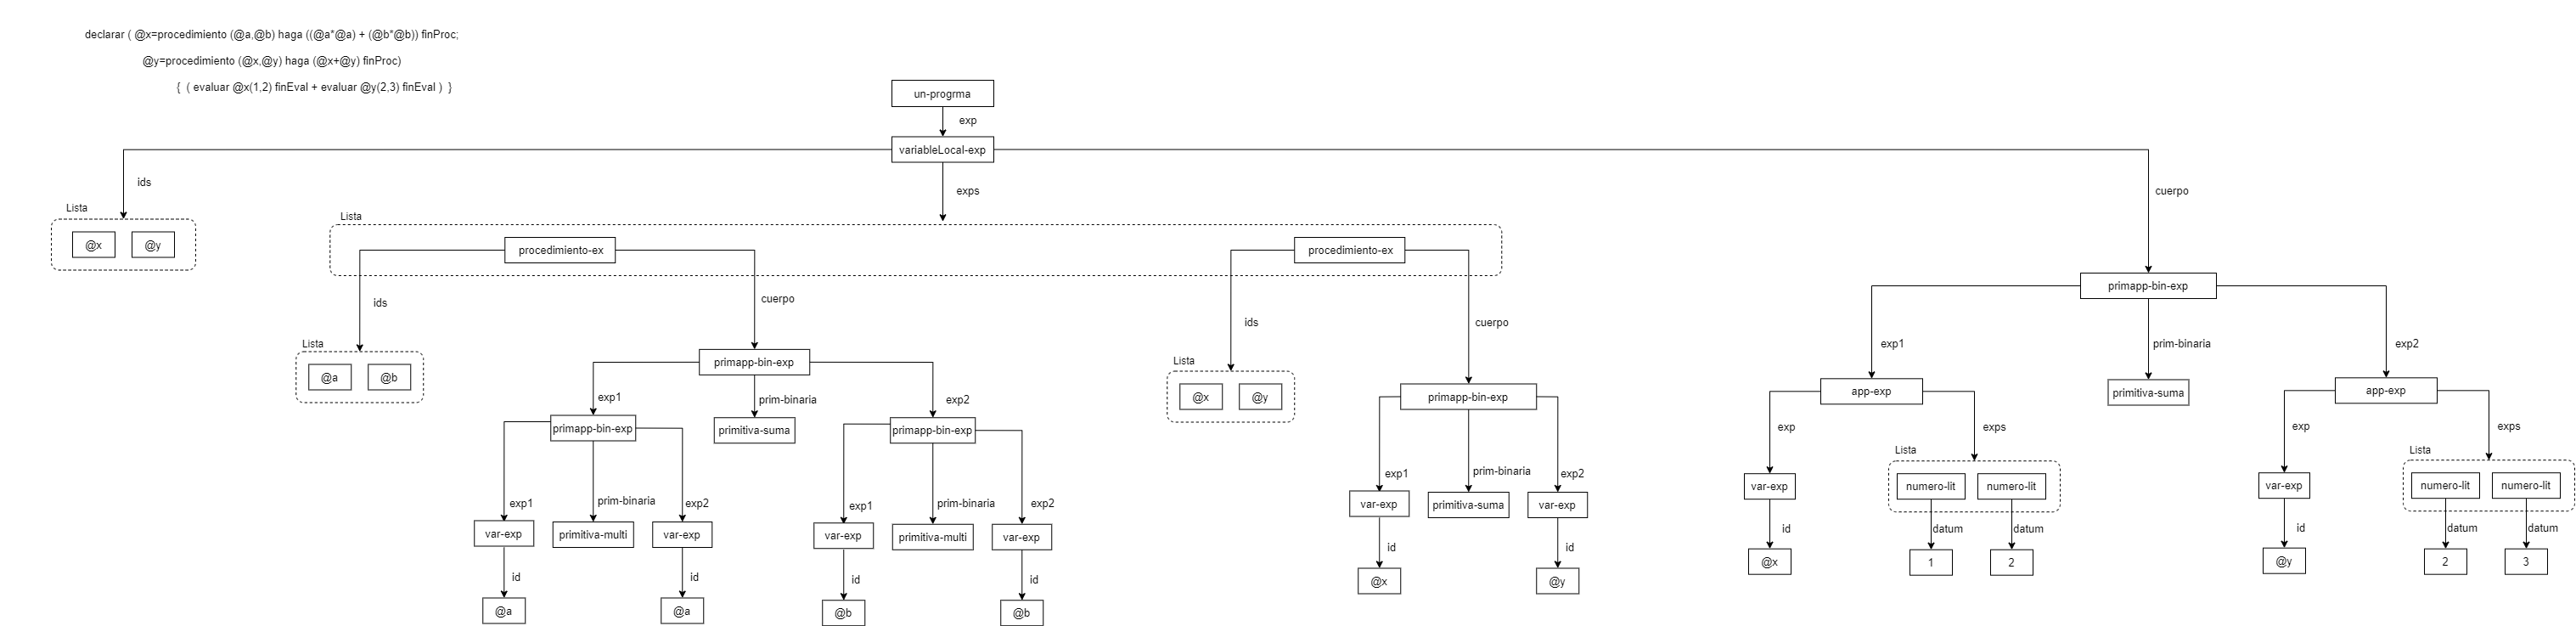 declarar ( @x=procedimiento (@a,@b) haga ((@a*@a) + (@b*@b)) finProc;
@y=procedimiento (@x,@y) haga (@x+@y) finProc)
{ ( evaluar @x(1,2) finEval + evaluar @y(2,3) finEval ) }
un-progrma
exp
variableLocal-exp
ids
exps
cuerpo
Lista
Lista
@x @y
procedimiento-ex
procedimiento-ex
primapp-bin-exp
ids
cuerpo
ids
cuerpo
exp1
prim-binaria
exp2
Lista
@a @b
primapp-bin-exp
Lista
@x @y
primapp-bin-exp
app-exp
primitiva-suma
app-exp
exp1
prim-binaria
exp2
primapp-bin-exp
primitiva-suma
primapp-bin-exp
exp
exps
exp
exps
Lista
Lista
exp1
prim-binaria
exp2
exp1
prim-binaria
exp2
exp1
prim-binaria
exp2
var-exp
numero-lit
numero-lit
var-exp
numero-lit
numero-lit
var-exp
primitiva-multi
var-exp
var-exp
primitiva-multi
var-exp
var-exp
primitiva-suma
var-exp
id
datum
datum
id
datum
datum
id
id
id
id
id
id
@x
1
2
@y
2
3
@a
@a
@b
@b
@x
@y